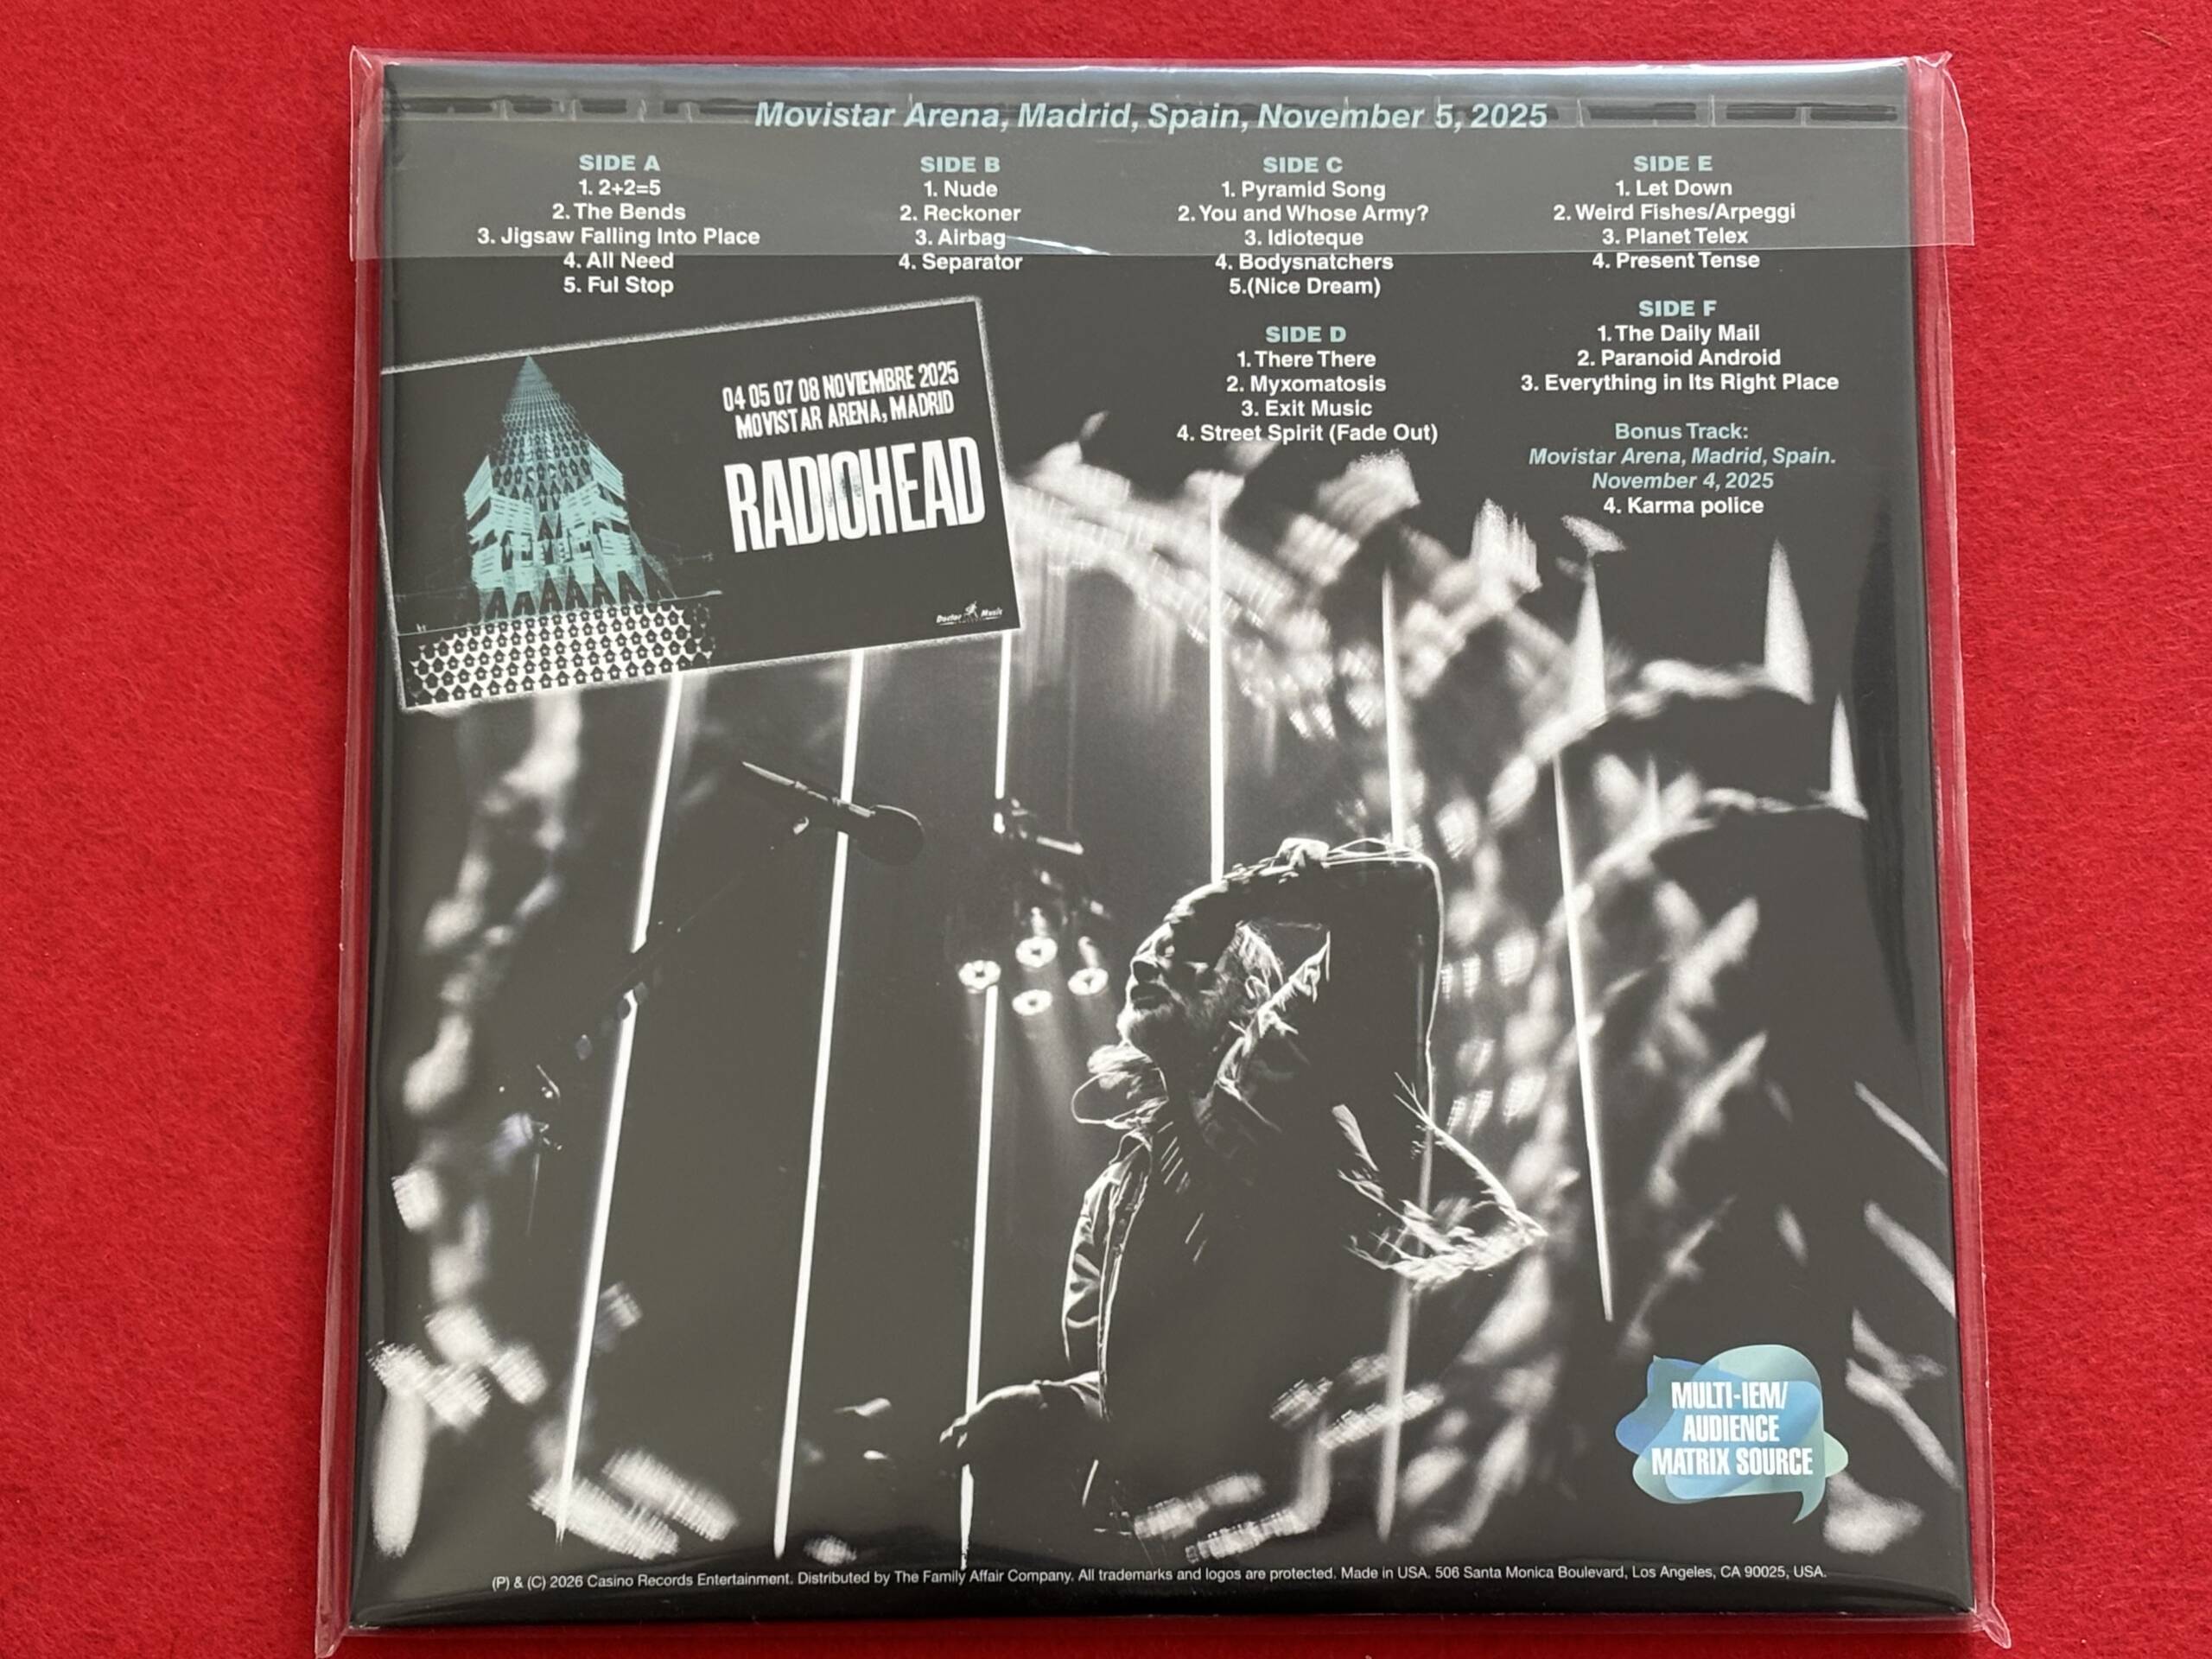 Movistar Arena, Madrid, Spain, November 5, 2025
SIDE A
1. 2+2=5
2. The Bends
3. Jigsaw Falling Into Place
4. All Need
5. Ful Stop
SIDE B
1. Nude
2. Reckoner
3. Airbag
4. Separator
SIDE C
1. Pyramid Song
2. You and Whose Army?
3. Idioteque
4. Bodysnatchers
5.(Nice Dream)
SIDE D
1. There There
2. Myxomatosis
3. Exit Music
4. Street Spirit (Fade Out)
SIDE E
1. Let Down
2. Weird Fishes/Arpeggi
3. Planet Telex
4. Present Tense
SIDE F
1. The Daily Mail
2. Paranoid Android
3. Everything in Its Right Place
Bonus Track:
Movistar Arena, Madrid, Spain.
November 4, 2025
4. Karma police
04 05 07 08 NOVIEMBRE 2025
MOVISTAR ARENA, MADRID
RADIOHEAD
Doctor Music
MULTI-IEM/
AUDIENCE
MATRIX SOURCE
(P) & (C) 2026 Casino Records Entertainment. Distributed by The Family Affair Company. All trademarks and logos are protected. Made in USA. 506 Santa Monica Boulevard, Los Angeles, CA 90025, USA.